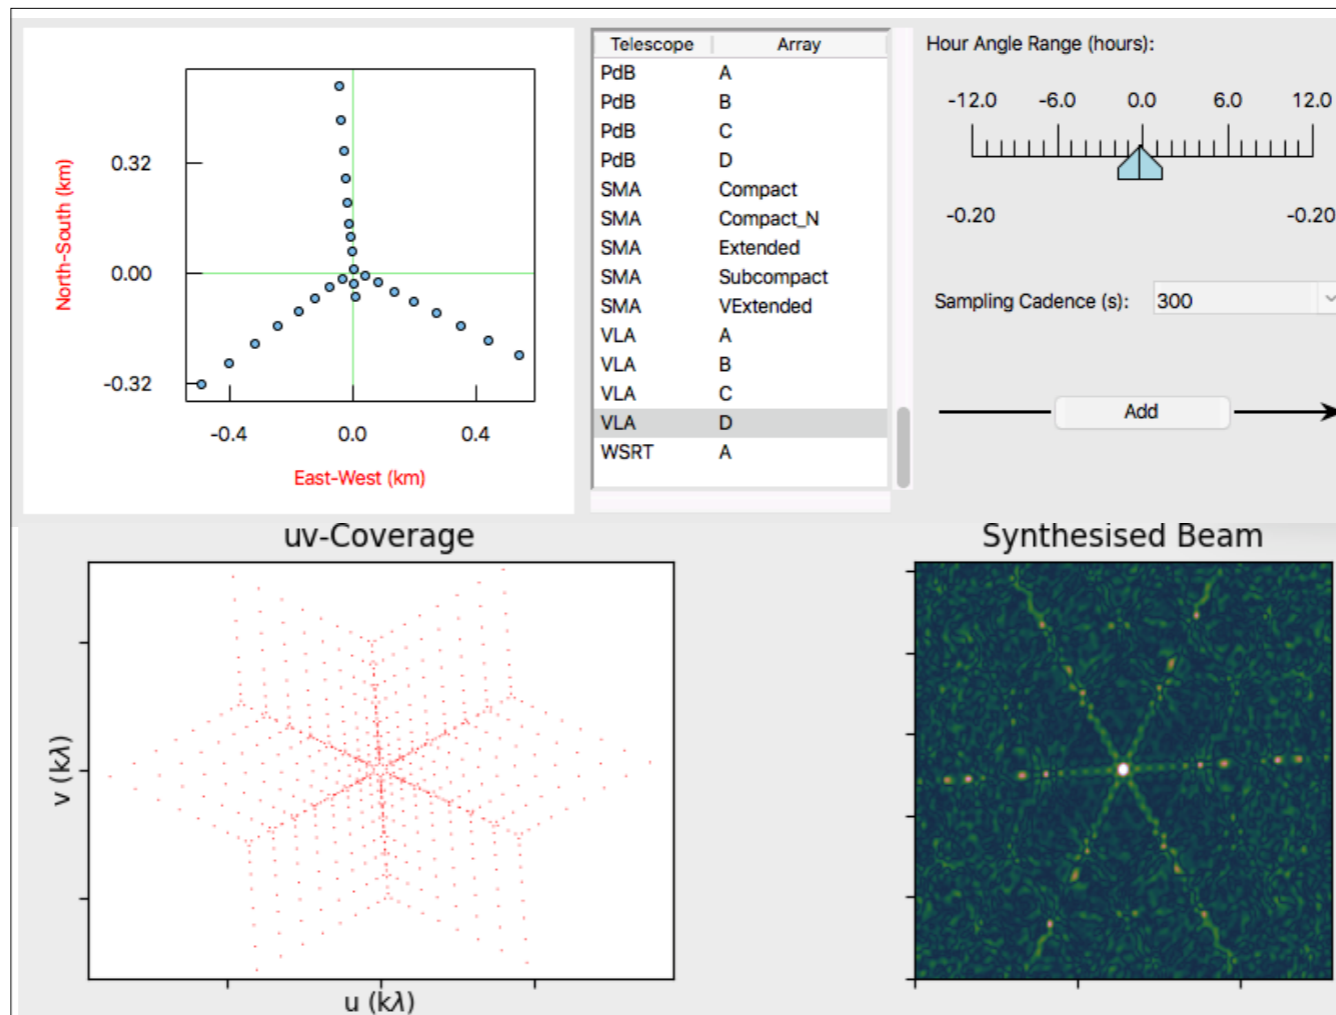 Telescope Array
PdB A
PdB B
PdB C
PdB D
SMA Compact
SMA Compact_N
SMA Extended
SMA Subcompact
SMA VExtended
VLA A
VLA B
VLA C
VLA D
WSRT A
North-South (km)
0.32
0.00
-0.32
-0.4 0.0 0.4
East-West (km)
Hour Angle Range (hours):
-12.0 -6.0 0.0 6.0 12.0
-0.20 -0.20
Sampling Cadence (s): 300
Add
uv-Coverage
v (kλ)
u (kλ)
Synthesised Beam